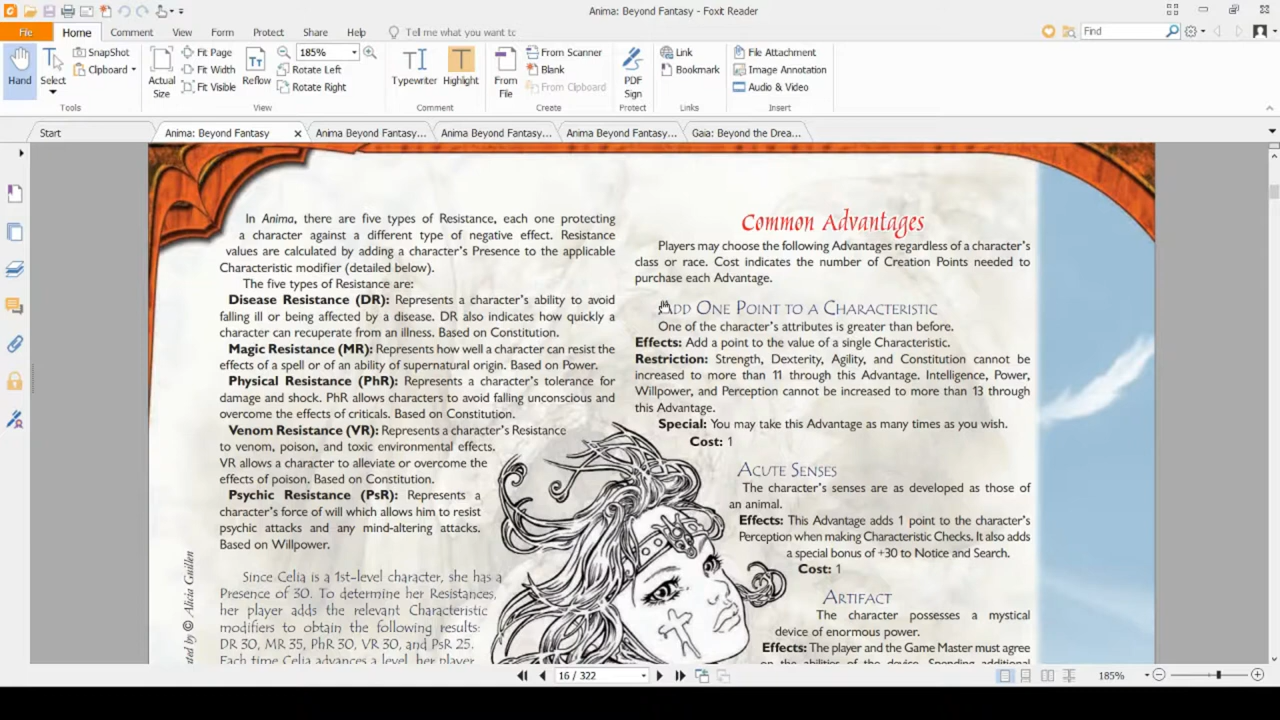 Anima: Beyond Fantasy - Foxit Reader
File Home Comment View Form Protect Share Help Tell me what you want tc Find
Hand
Select
SnapShot
Clipboard
Tools
Actual
Size
Fit Page
Fit Width
Fit Visible
Reflow
185%
Rotate Left
Rotate Right
View
Typewriter
Highlight
Comment
From
File
From Scanner
Blank
From Clipboard
Create
PDF
Sign
Protect
Link
Bookmark
Links
File Attachment
Image Annotation
Audio & Video
Insert
Start Anima: Beyond Fantasy Anima Beyond Fantasy... Anima Beyond Fantasy... Anima Beyond Fantasy... Gaia: Beyond the Drea...
In Anima, there are five types of Resistance, each one protecting
a character against a different type of negative effect. Resistance
values are calculated by adding a character's Presence to the applicable
Characteristic modifier (detailed below).
The five types of Resistance are:
Disease Resistance (DR): Represents a character's ability to avoid
falling ill or being affected by a disease. DR also indicates how quickly a
character can recuperate from an illness. Based on Constitution.
Magic Resistance (MR): Represents how well a character can resist the
effects of a spell or of an ability of supernatural origin. Based on Power.
Physical Resistance (PhR): Represents a character's tolerance for
damage and shock. PhR allows characters to avoid falling unconscious and
overcome the effects of criticals. Based on Constitution.
Venom Resistance (VR): Represents a character's Resistance
to venom, poison, and toxic environmental effects.
VR allows a character to alleviate or overcome the
effects of poison. Based on Constitution.
Psychic Resistance (PsR): Represents a
character's force of will which allows him to resist
psychic attacks and any mind-altering attacks.
Based on Willpower.
Since Celia is a 1st-level character, she has a
Presence of 30. To determine her Resistances,
her player adds the relevant Characteristic
modifiers to obtain the following results:
DR 30, MR 35, PhR 30, VR 30, and PsR 25.
Each time Celia advances a level, her player
ated by © Alicia Guillen
Common Advantages
Players may choose the following Advantages regardless of a character's
class or race. Cost indicates the number of Creation Points needed to
purchase each Advantage.
Add One Point to a Characteristic
One of the character's attributes is greater than before.
Effects: Add a point to the value of a single Characteristic.
Restriction: Strength, Dexterity, Agility, and Constitution cannot be
increased to more than 11 through this Advantage. Intelligence, Power,
Willpower, and Perception cannot be increased to more than 13 through
this Advantage.
Special: You may take this Advantage as many times as you wish.
Cost: 1
Acute Senses
The character's senses are as developed as those of
an animal.
Effects: This Advantage adds 1 point to the character's
Perception when making Characteristic Checks. It also adds
a special bonus of +30 to Notice and Search.
Cost: 1
Artifact
The character possesses a mystical
device of enormous power.
Effects: The player and the Game Master must agree
on the abilities of the device. Spending additional
16 / 322
185%